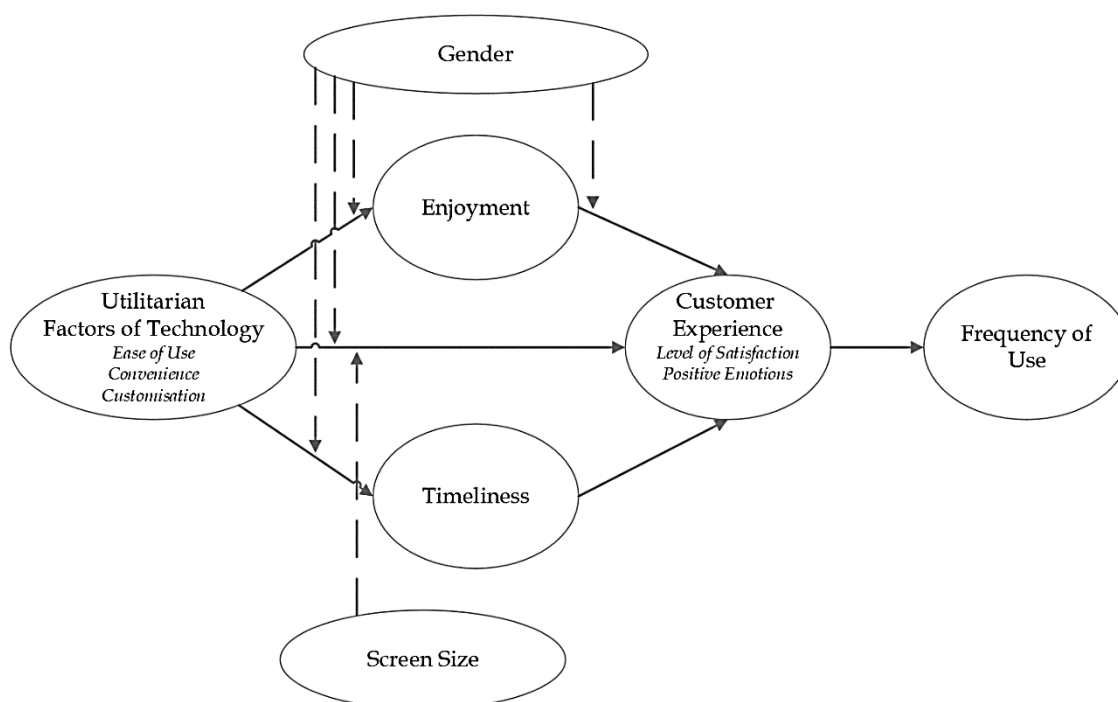 Gender
Enjoyment
Utilitarian
Factors of Technology
Ease of Use
Convenience
Customisation
Customer
Experience
Level of Satisfaction
Positive Emotions
Frequency of
Use
Timeliness
Screen Size